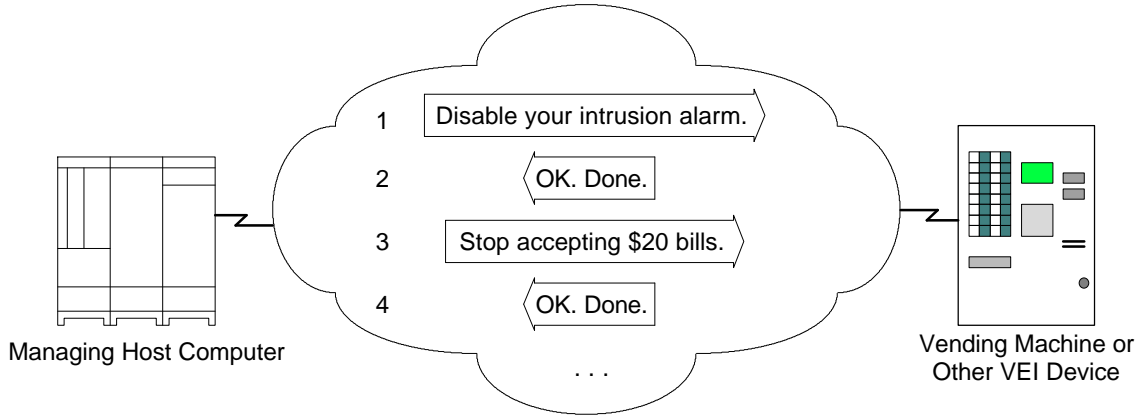 1 Disable your intrusion alarm.
2 OK. Done.
3 Stop accepting $20 bills.
4 OK. Done.
. . .
Managing Host Computer
Vending Machine or
Other VEI Device